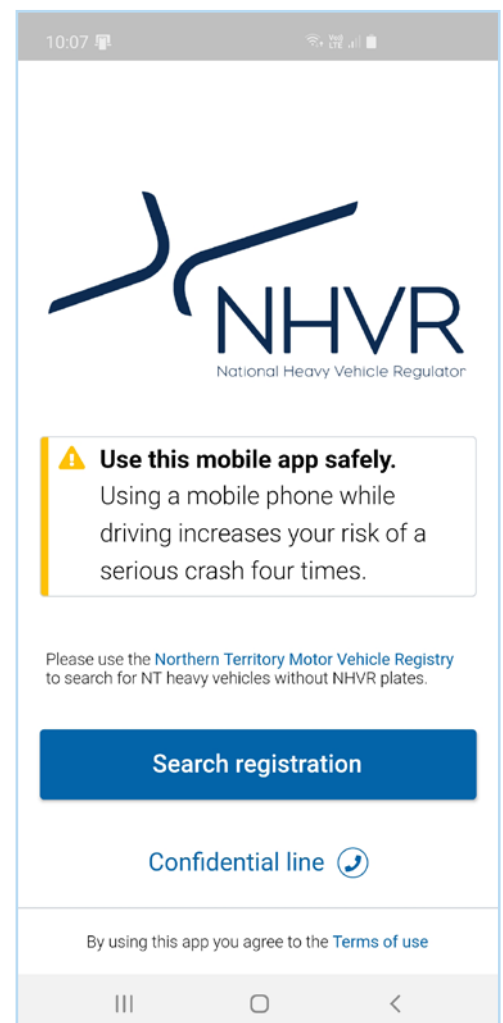 10:07
NHVR
National Heavy Vehicle Regulator
Use this mobile app safely.
Using a mobile phone while
driving increases your risk of a
serious crash four times.
Please use the Northern Territory Motor Vehicle Registry
to search for NT heavy vehicles without NHVR plates.
Search registration
Confidential line
By using this app you agree to the Terms of use